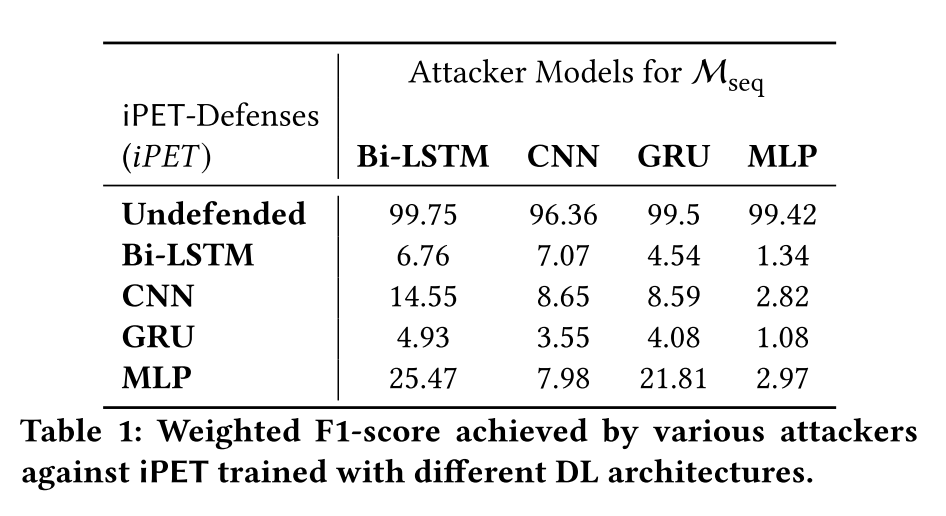 Attacker Models for ℳseq
iPET-Defenses
(iPET)
Bi-LSTM CNN GRU MLP
Undefended 99.75 96.36 99.5 99.42
Bi-LSTM 6.76 7.07 4.54 1.34
CNN 14.55 8.65 8.59 2.82
GRU 4.93 3.55 4.08 1.08
MLP 25.47 7.98 21.81 2.97
Table 1: Weighted F1-score achieved by various attackers
against iPET trained with different DL architectures.